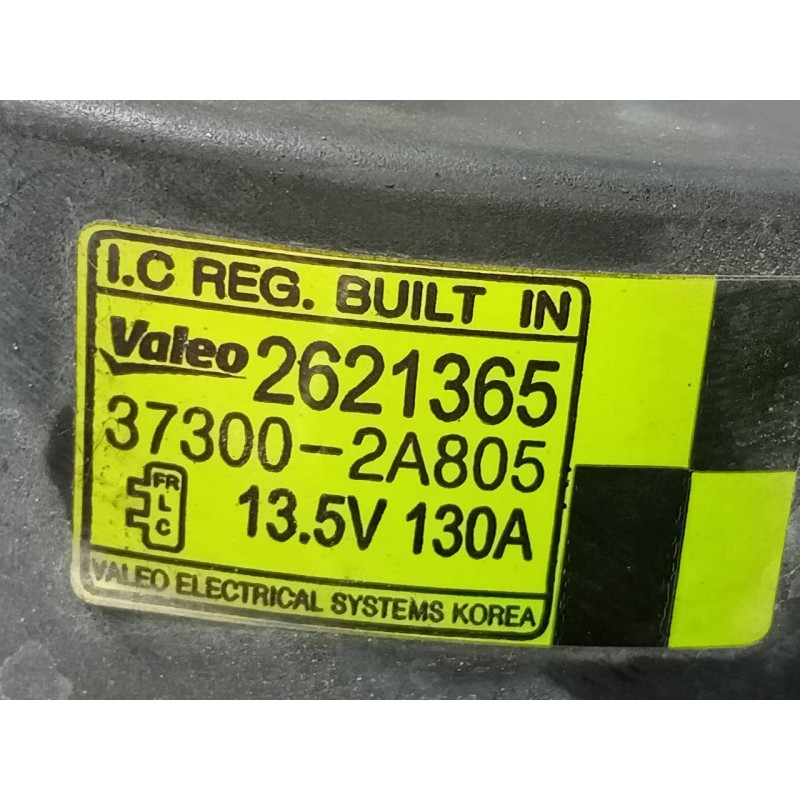 I.C REG. BUILT IN
Valeo 2621365
37300-2A805
FR
L
C
13.5V 130A
VALEO ELECTRICAL SYSTEMS KOREA